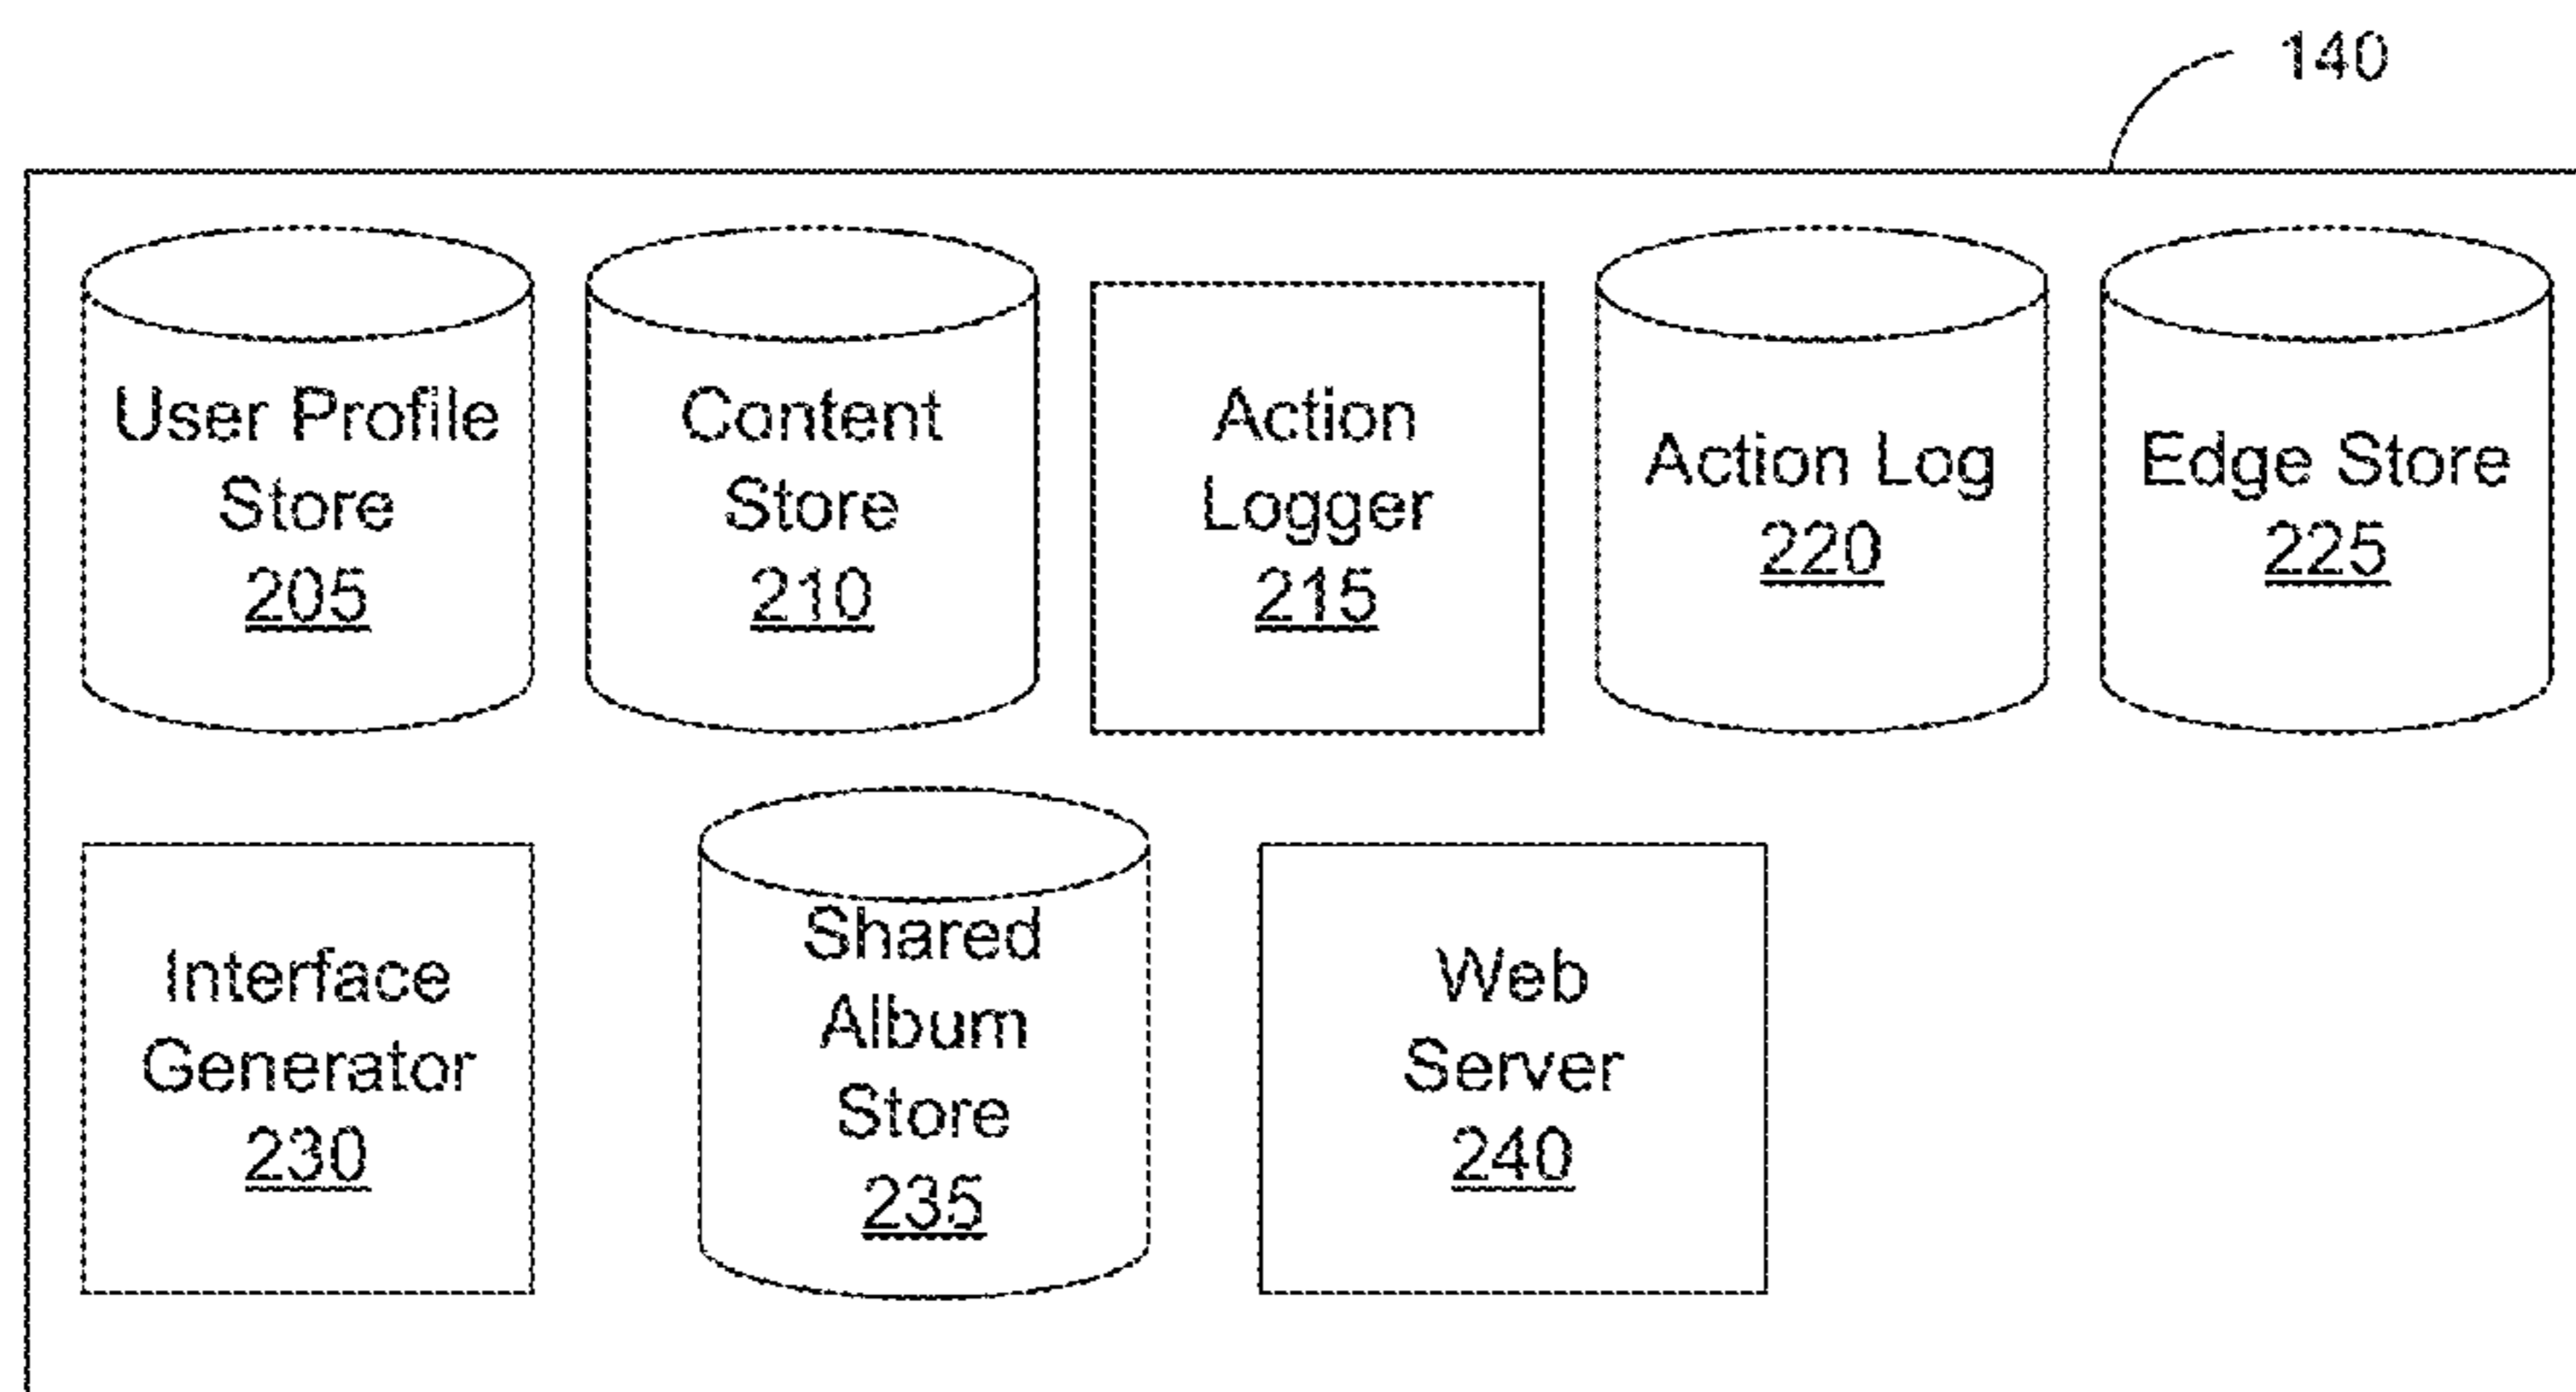 140
User Profile
Store
205
Content
Store
210
Action
Logger
215
Action Log
220
Edge Store
225
Interface
Generator
230
Shared
Album
Store
235
Web
Server
240